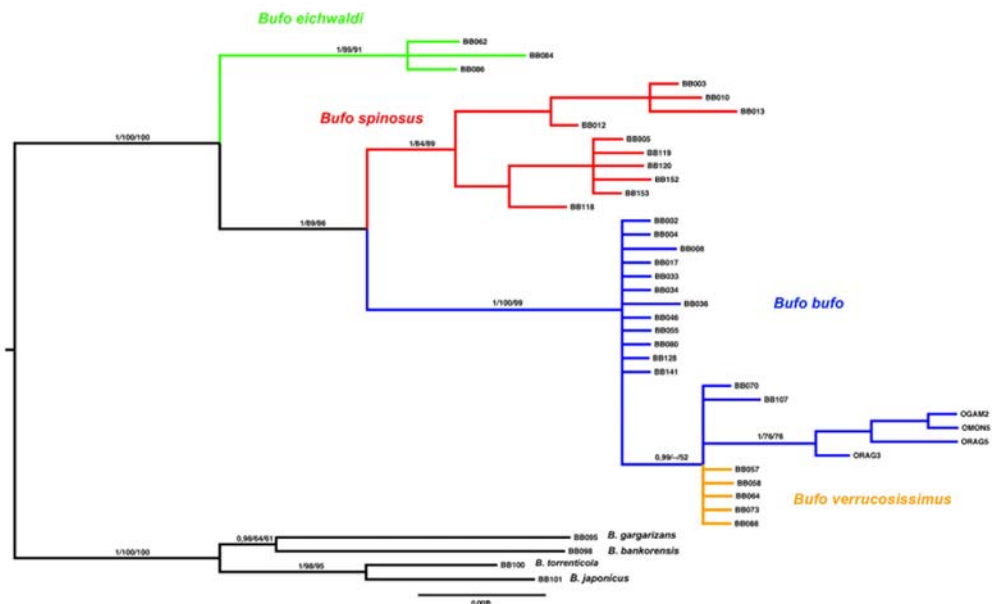 Bufo eichwaldi
BB062
1/89/91
BB084
BB086
BB003
BB010
Bufo spinosus
BB013
BB012
1/100/100
BB005
1/84/89
BB119
BB120
BB152
BB153
BB118
BB002
1/89/86
BB004
BB008
BB017
BB033
BB034
1/100/99
BB036
Bufo bufo
BB046
BB055
BB080
BB128
BB141
BB070
BB107
OGAM2
OMON5
1/76/76
ORAG5
ORAG3
0,99/--/52
BB057
BB058
BB064
Bufo verrucosissimus
BB073
BB088
0,98/64/61
BB095 B. gargarizans
1/100/100
BB098 B. bankorensis
BB100 B. torrenticola
1/98/95
BB101 B. japonicus